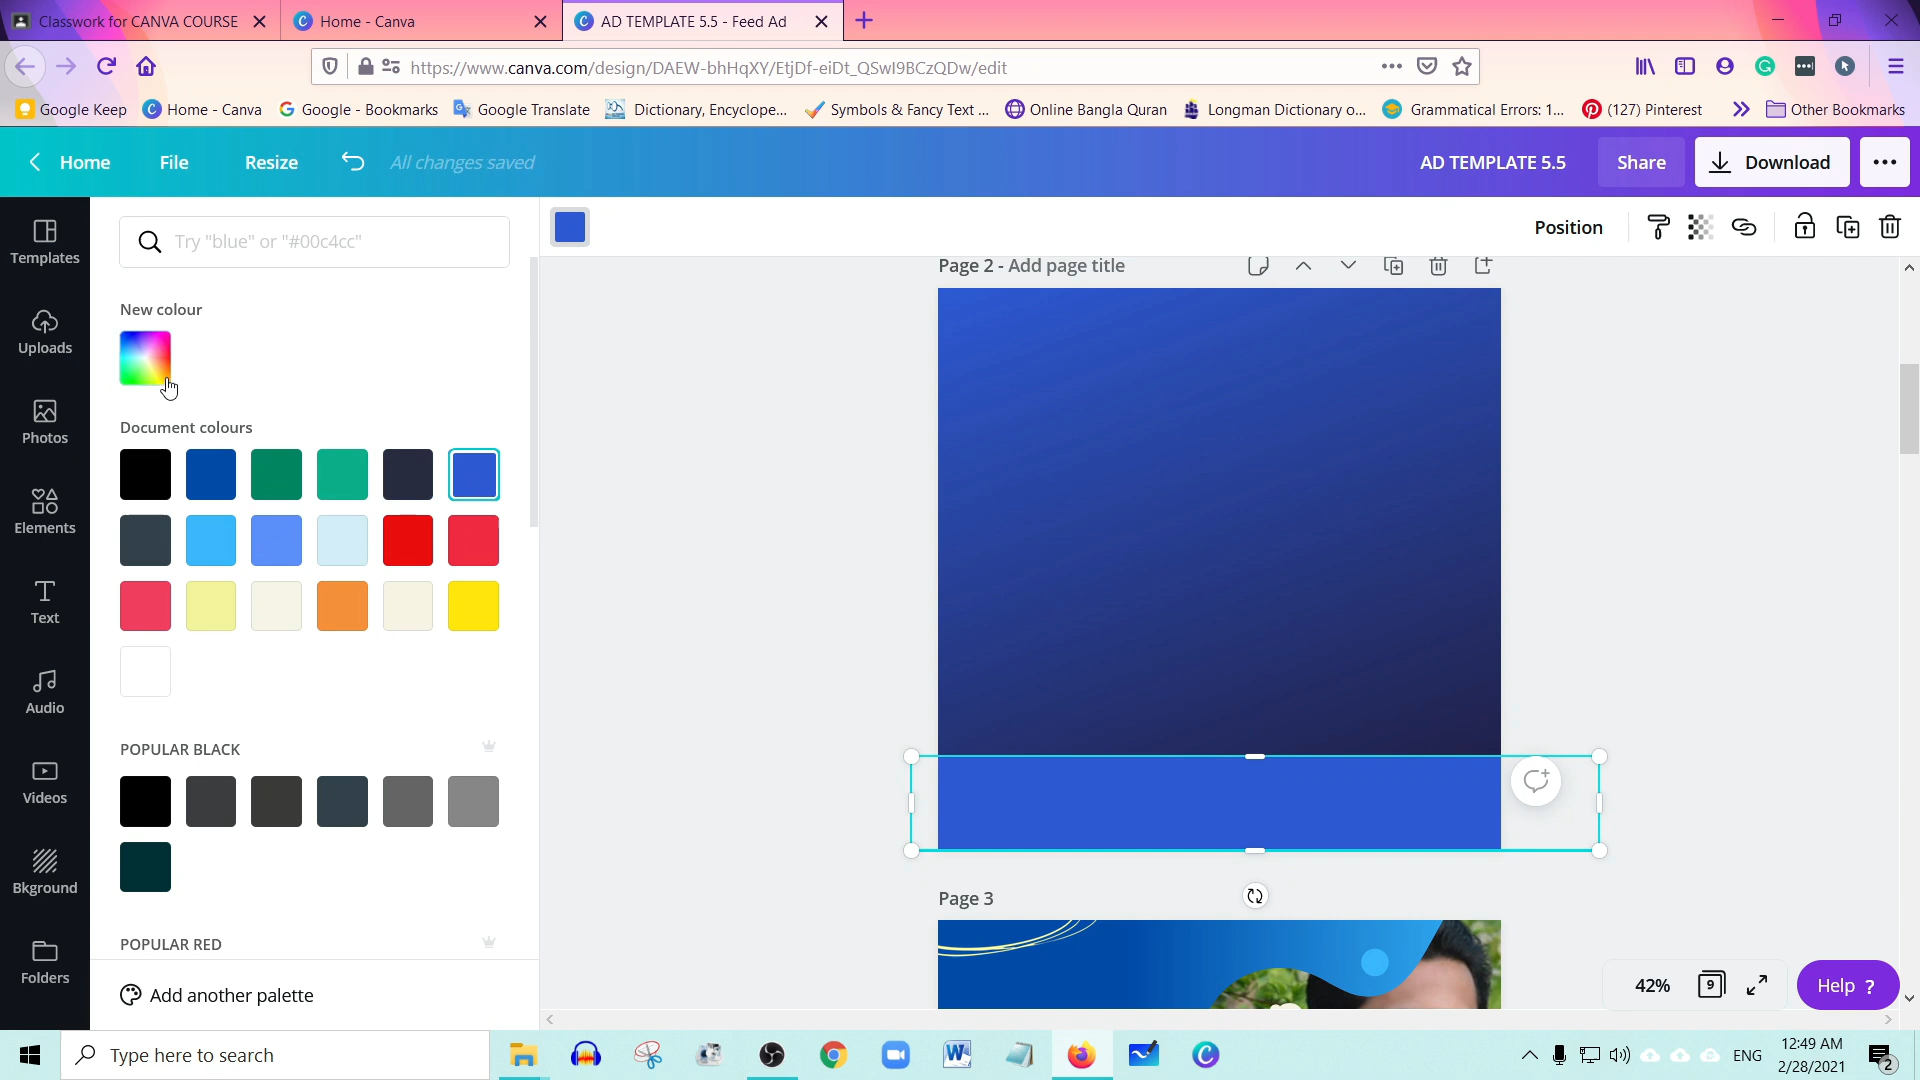 Classwork for CANVA COURSE
Home - Canva
AD TEMPLATE 5.5 - Feed Ad
https://www.canva.com/design/DAEW-bhHqXY/EtjDf-eiDt_QSwI9BCzQDw/edit
Google Keep
Home - Canva
Google - Bookmarks
Google Translate
Dictionary, Encyclope...
Symbols & Fancy Text ...
Online Bangla Quran
Longman Dictionary o...
Grammatical Errors: 1...
(127) Pinterest
Other Bookmarks
Home
File
Resize
All changes saved
AD TEMPLATE 5.5
Share
Download
Templates
Uploads
Photos
Elements
Text
Audio
Videos
Bkground
Folders
Try "blue" or "#00c4cc"
New colour
Document colours
POPULAR BLACK
POPULAR RED
Add another palette
Position
Page 2 - Add page title
Page 3
42%
9
Help ?
Type here to search
ENG
12:49 AM
2/28/2021
2